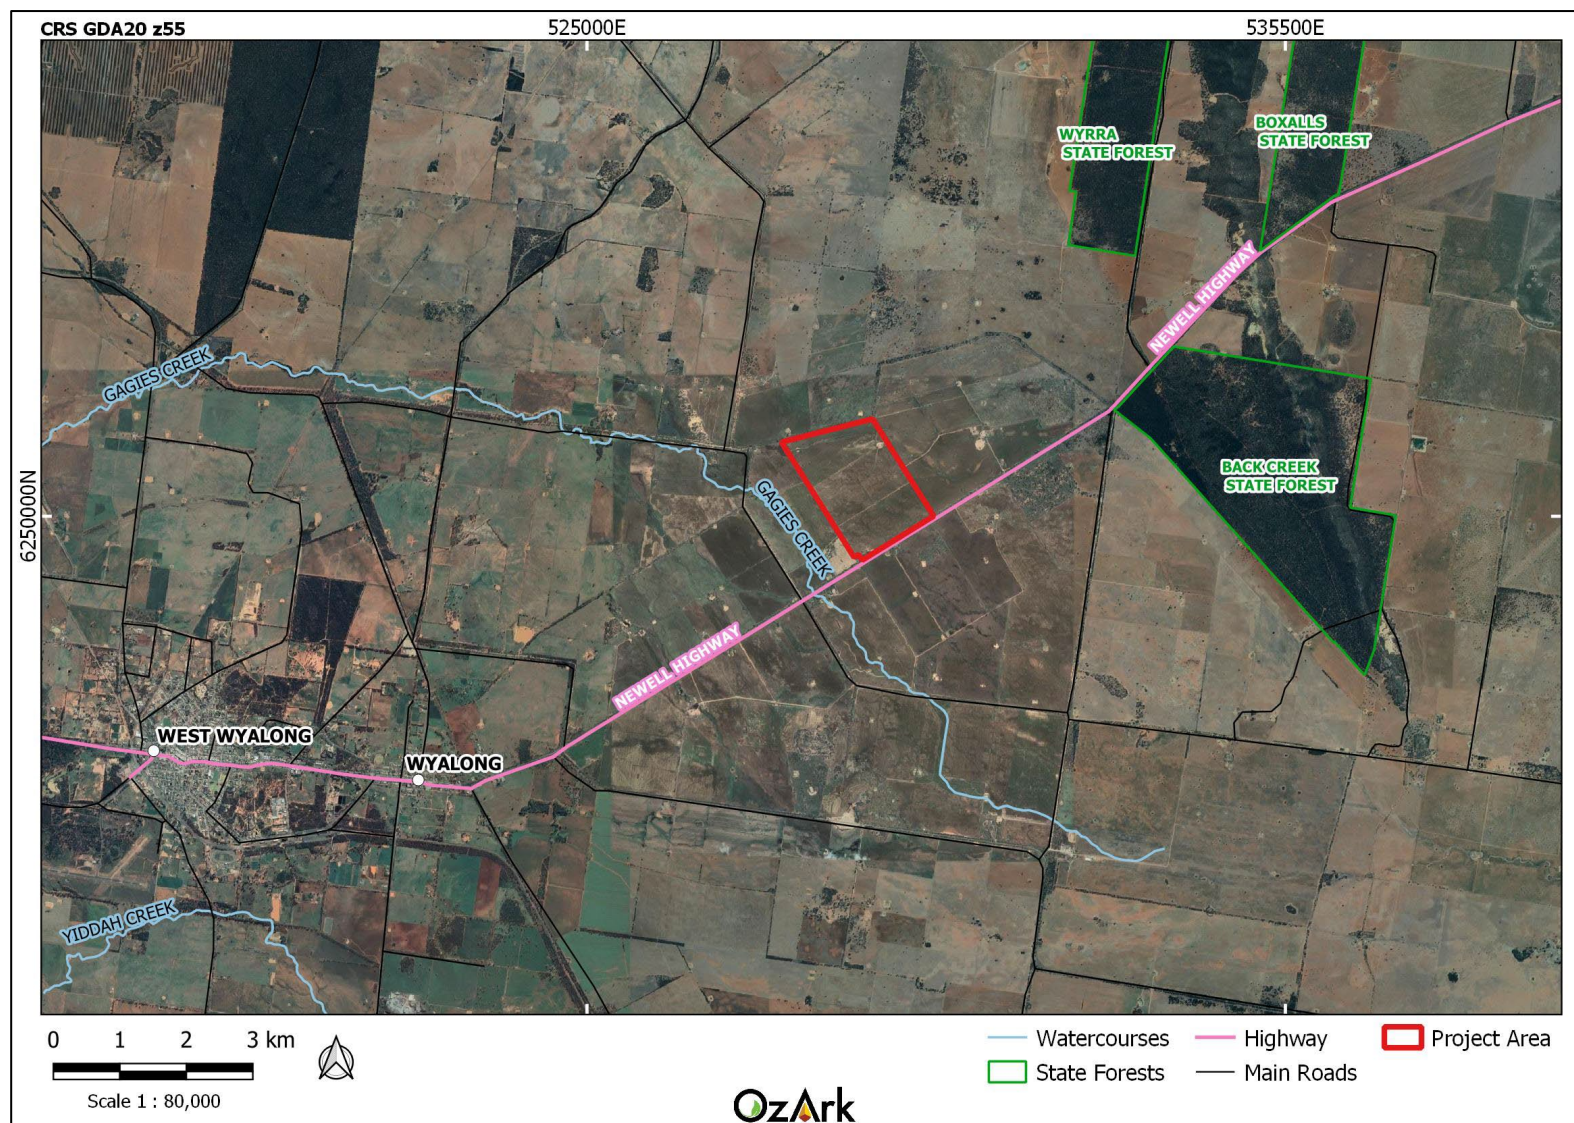 CRS GDA20 z55
525000E
535500E
WYRRA
STATE FOREST
BOXALLS
STATE FOREST
NEWELL HIGHWAY
GAGIES CREEK
BACK CREEK
STATE FOREST
GAGIES CREEK
6250000N
NEWELL HIGHWAY
WEST WYALONG
WYALONG
YIDDAH CREEK
0 1 2 3 km
Scale 1 : 80,000
Watercourses
Highway
Project Area
State Forests
Main Roads
OzArk